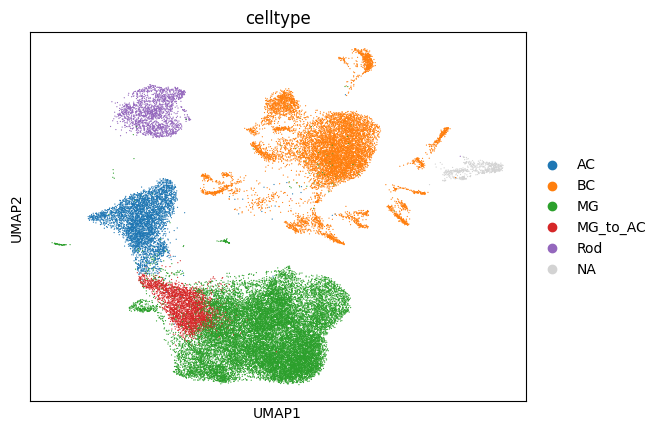 celltype
UMAP2
UMAP1
AC
BC
MG
MG_to_AC
Rod
NA